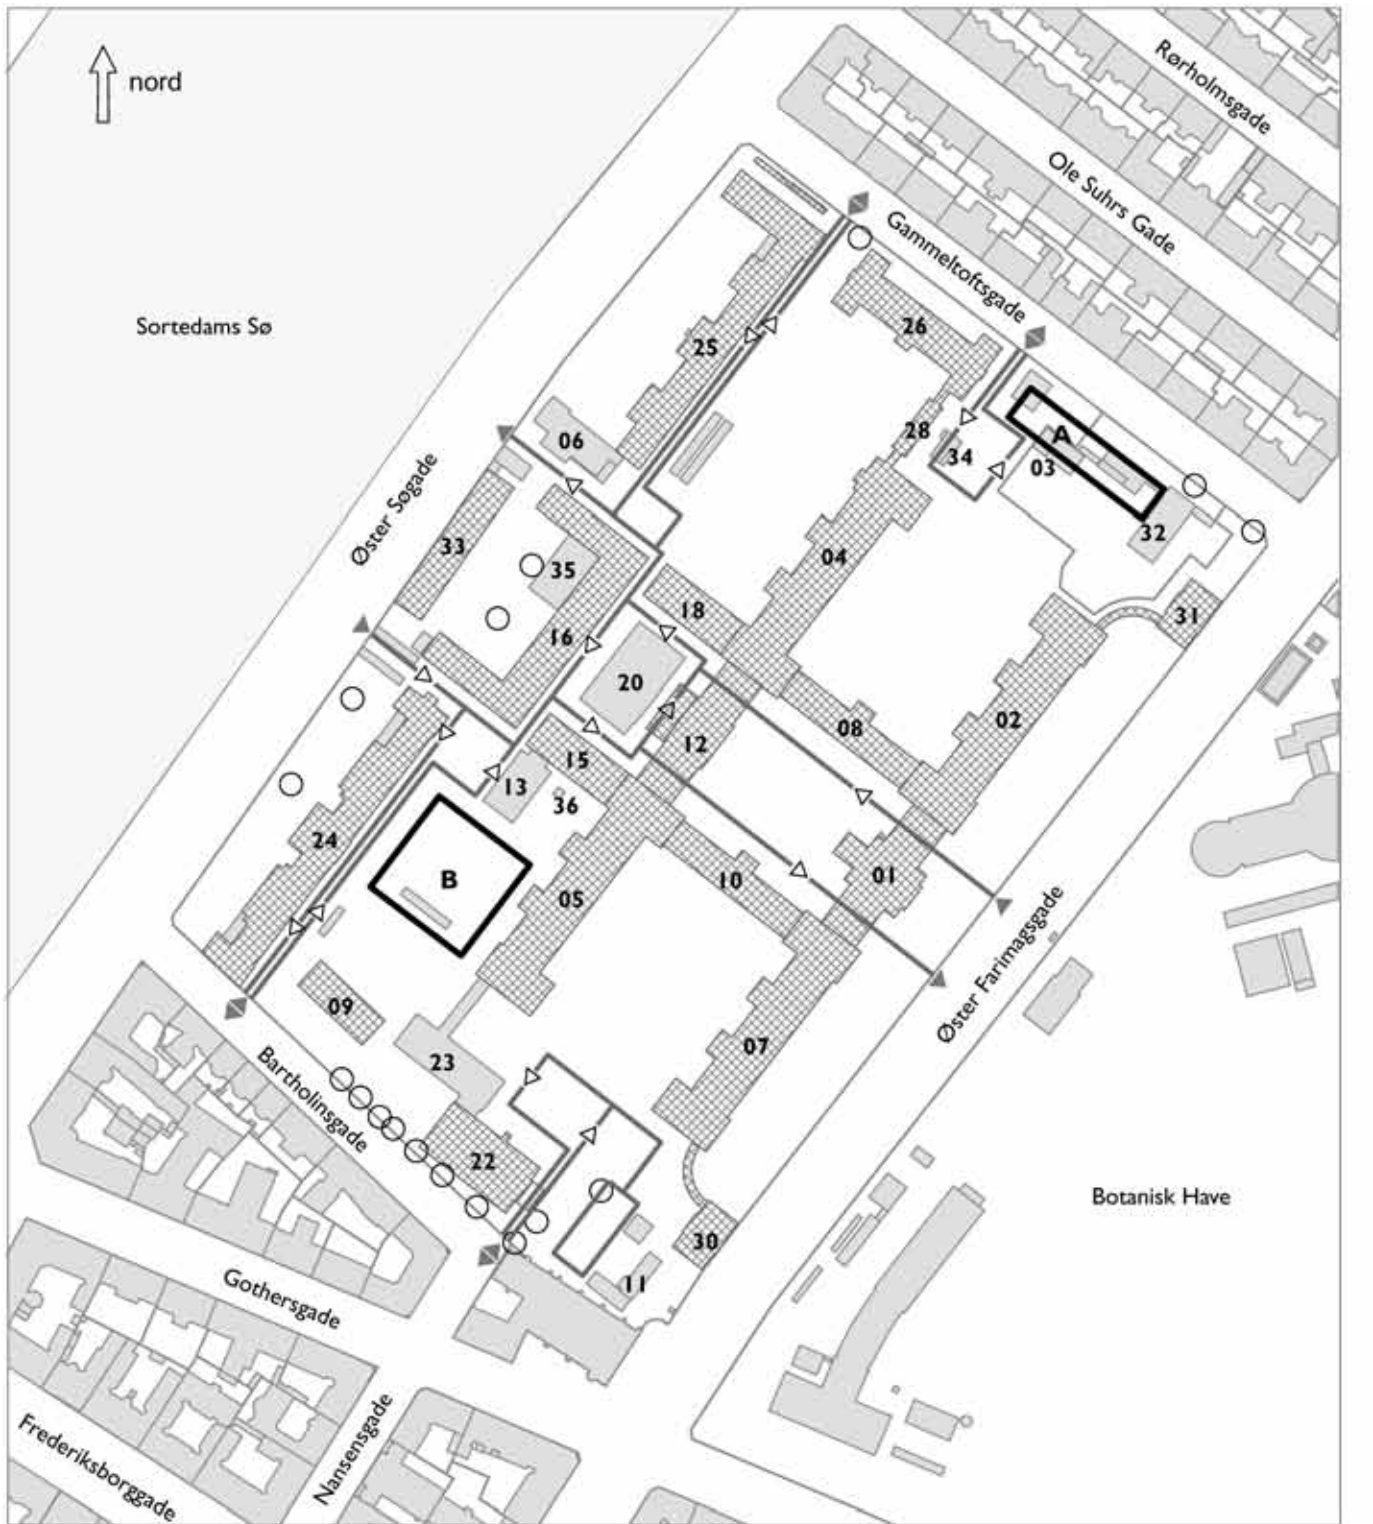 nord
Rørholmsgade
Ole Suhrs Gade
Gammeltoftsgade
Sortedams Sø
26
25
A
28
06
34
03
Øster Søgade
32
33
04
35
18
31
16
20
02
08
12
15
13
36
24
B
10
01
05
09
Øster Farimagsgade
07
23
Bartholinsgade
22
Botanisk Have
30
11
Gothersgade
Nansensgade
Frederiksborggade